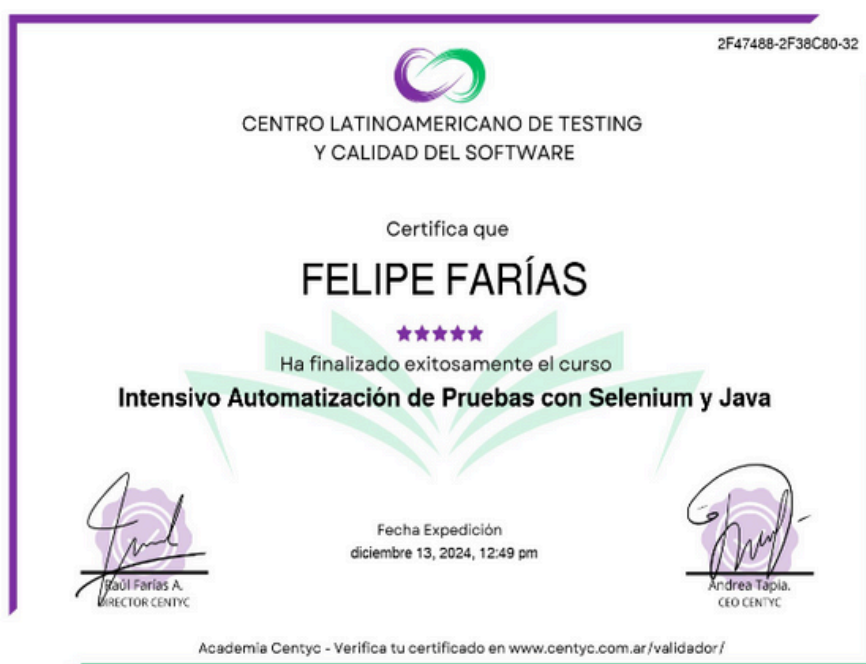 2F47488-2F38C80-32
CENTRO LATINOAMERICANO DE TESTING
Y CALIDAD DEL SOFTWARE
Certifica que
FELIPE FARÍAS
Ha finalizado exitosamente el curso
Intensivo Automatización de Pruebas con Selenium y Java
Fecha Expedición
diciembre 13, 2024, 12:49 pm
Raúl Farías A.
DIRECTOR CENTYC
Andrea Tapia.
CEO CENTYC
Academia Centyc - Verifica tu certificado en www.centyc.com.ar/validador/